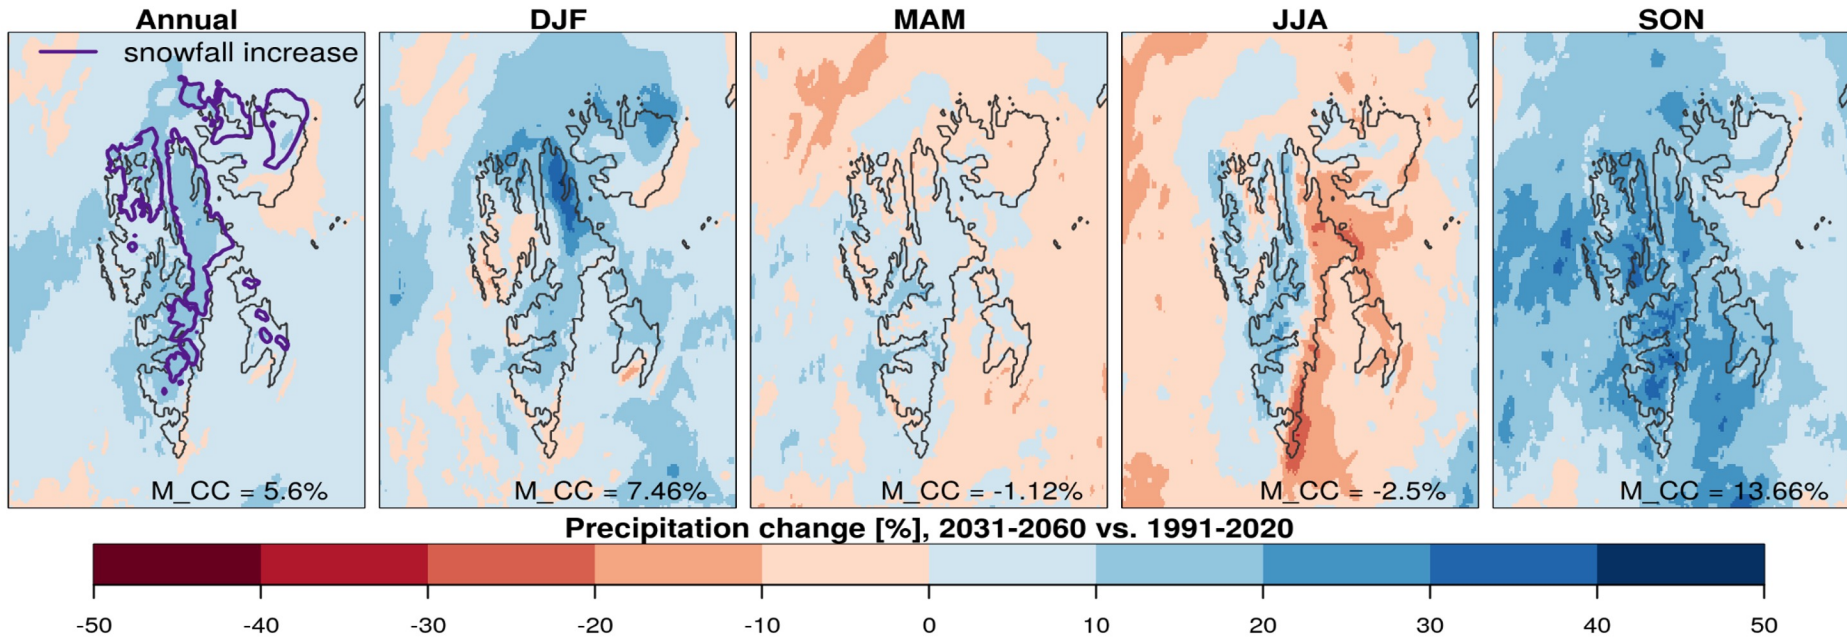 Annual
DJF
MAM
JJA
SON
snowfall increase
M_CC = 5.6%
M_CC = 7.46%
M_CC = -1.12%
M_CC = -2.5%
M_CC = 13.66%
Precipitation change [%], 2031-2060 vs. 1991-2020
-50 -40 -30 -20 -10 0 10 20 30 40 50